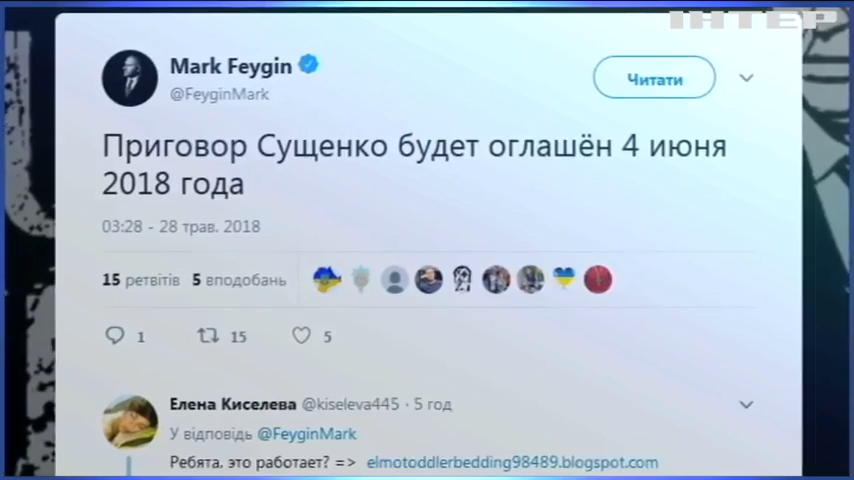 ІНТЕР
Mark Feygin
@FeyginMark
Читати
Приговор Сущенко будет оглашён 4 июня
2018 года
03:28 - 28 трав. 2018
15 ретвітів 5 вподобань
1 15 5
Елена Киселева @kiseleva445 · 5 год
У відповідь @FeyginMark
Ребята, это работает? => elmotoddlerbedding98489.blogspot.com